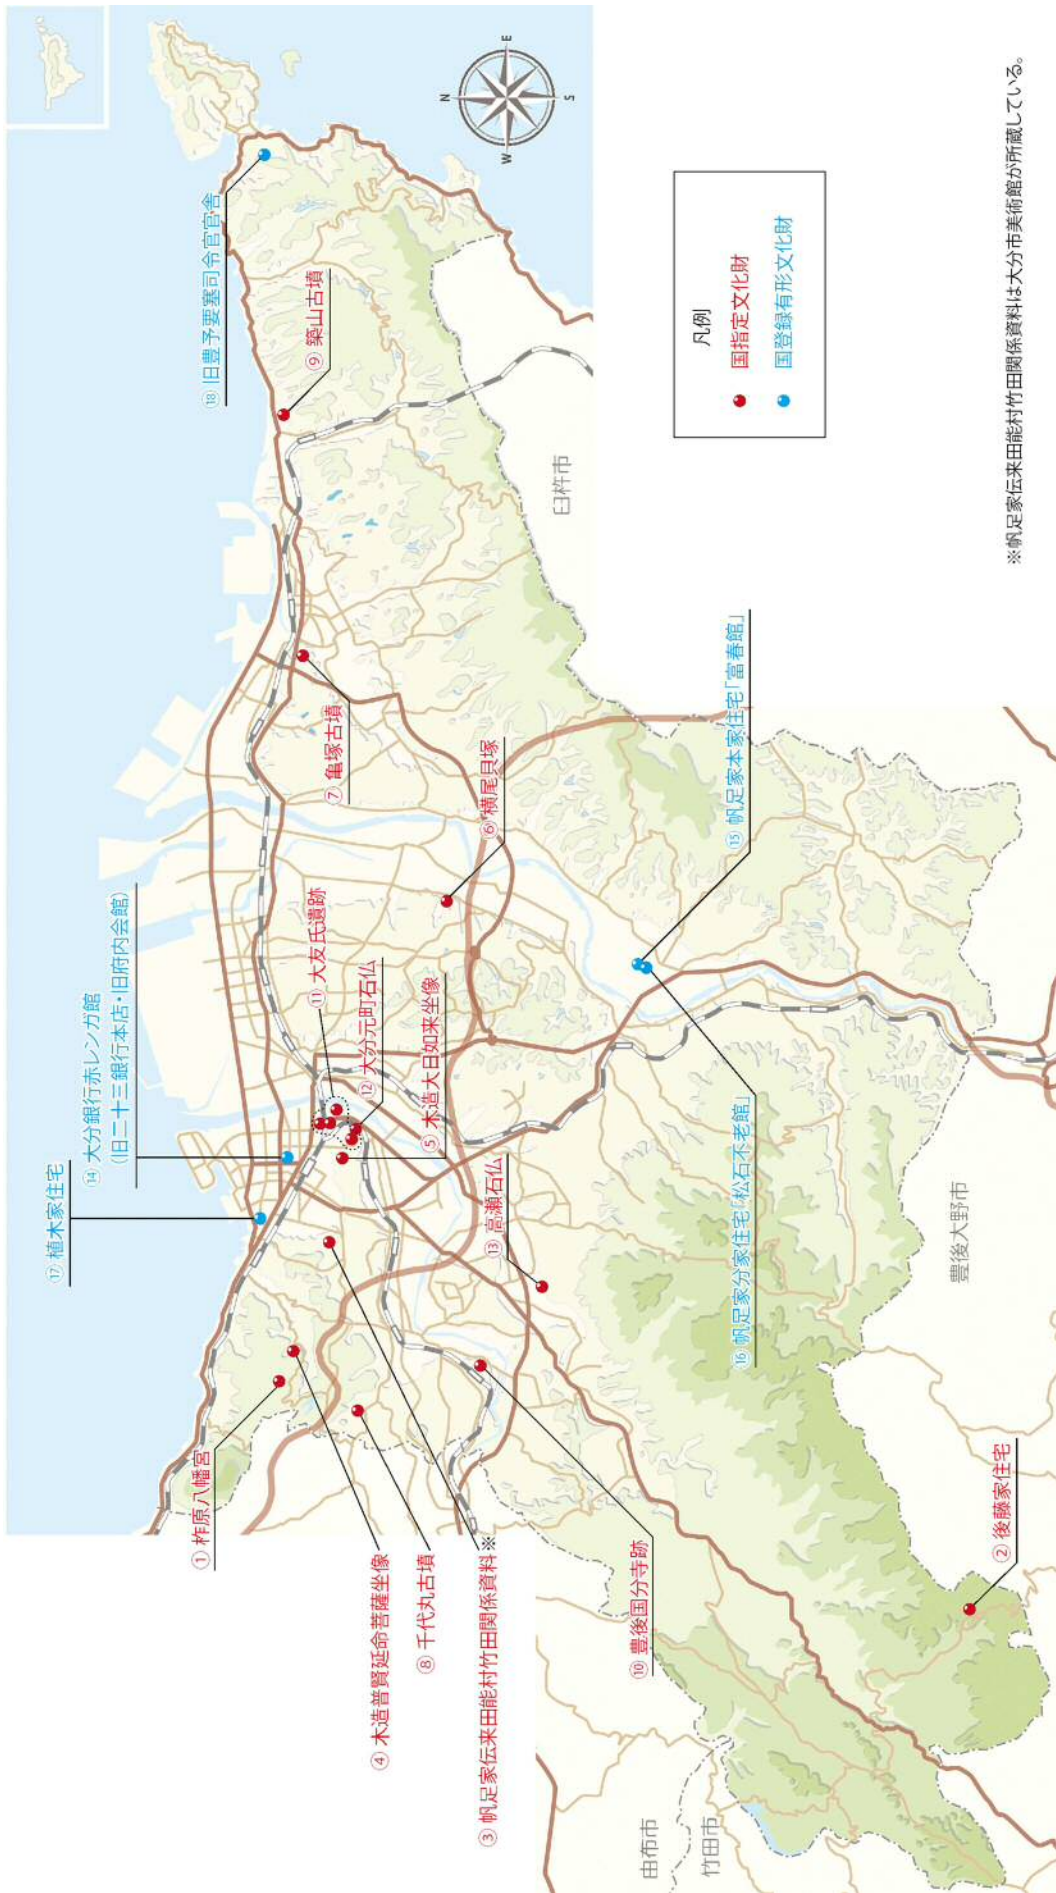 ⑱ 旧豊予要塞司令官官舎
⑨ 築山古墳
⑦ 亀塚古墳
⑥ 横尾貝塚
⑭ 大分銀行赤レンガ館
(旧二十三銀行本店・旧府内会館)
⑪ 大友氏遺跡
⑫ 大分元町石仏
⑤ 木造大日如来坐像
⑰ 植木家住宅
⑬ 高瀬石仏
① 柞原八幡宮
④ 木造普賢延命菩薩坐像
⑧ 千代丸古墳
③ 帆足家伝来田能村竹田関係資料※
⑩ 豊後国分寺跡
② 後藤家住宅
⑮ 帆足家本家住宅「富春館」
⑯ 帆足家分家住宅「松石不老館」
臼杵市
豊後大野市
由布市
竹田市
N
E
S
W
凡例
国指定文化財
国登録有形文化財
※帆足家伝来田能村竹田関係資料は大分市美術館が所蔵している。